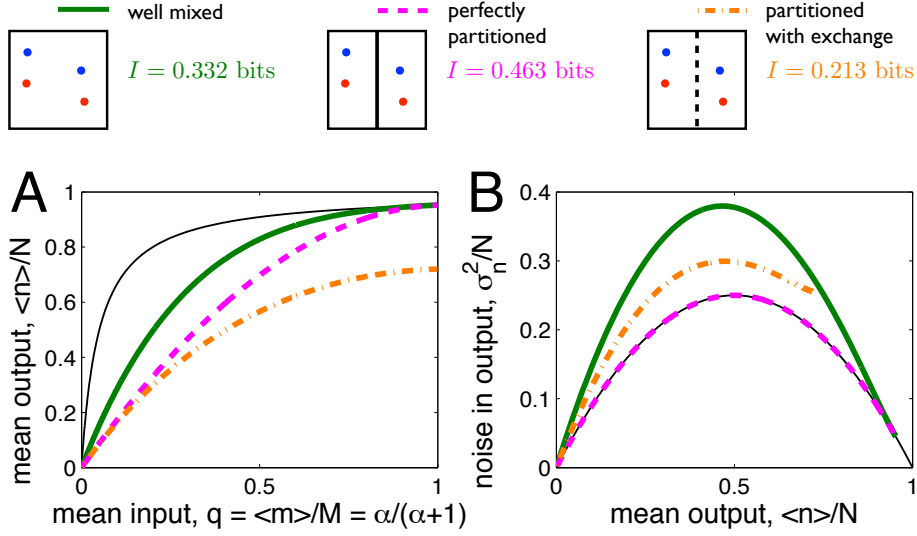 well mixed
I = 0.332 bits
perfectly
partitioned
I = 0.463 bits
partitioned
with exchange
I = 0.213 bits
A
mean output, <n>/N
1
0.8
0.6
0.4
0.2
0
0
0.5
1
mean input, q = <m>/M = α/(α+1)
B
noise in output, σₙ²/N
0.4
0.3
0.2
0.1
0
0
0.5
1
mean output, <n>/N